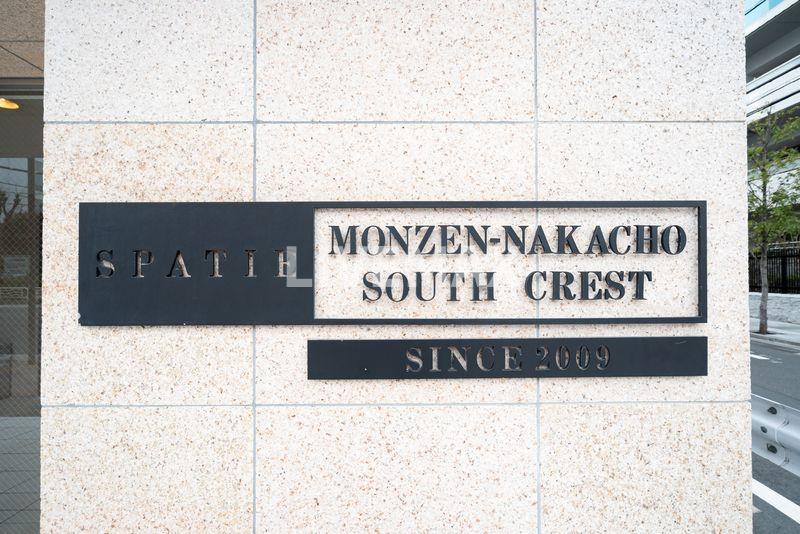 SPATIE
MONZEN-NAKACHO
SOUTH CREST
SINCE 2009